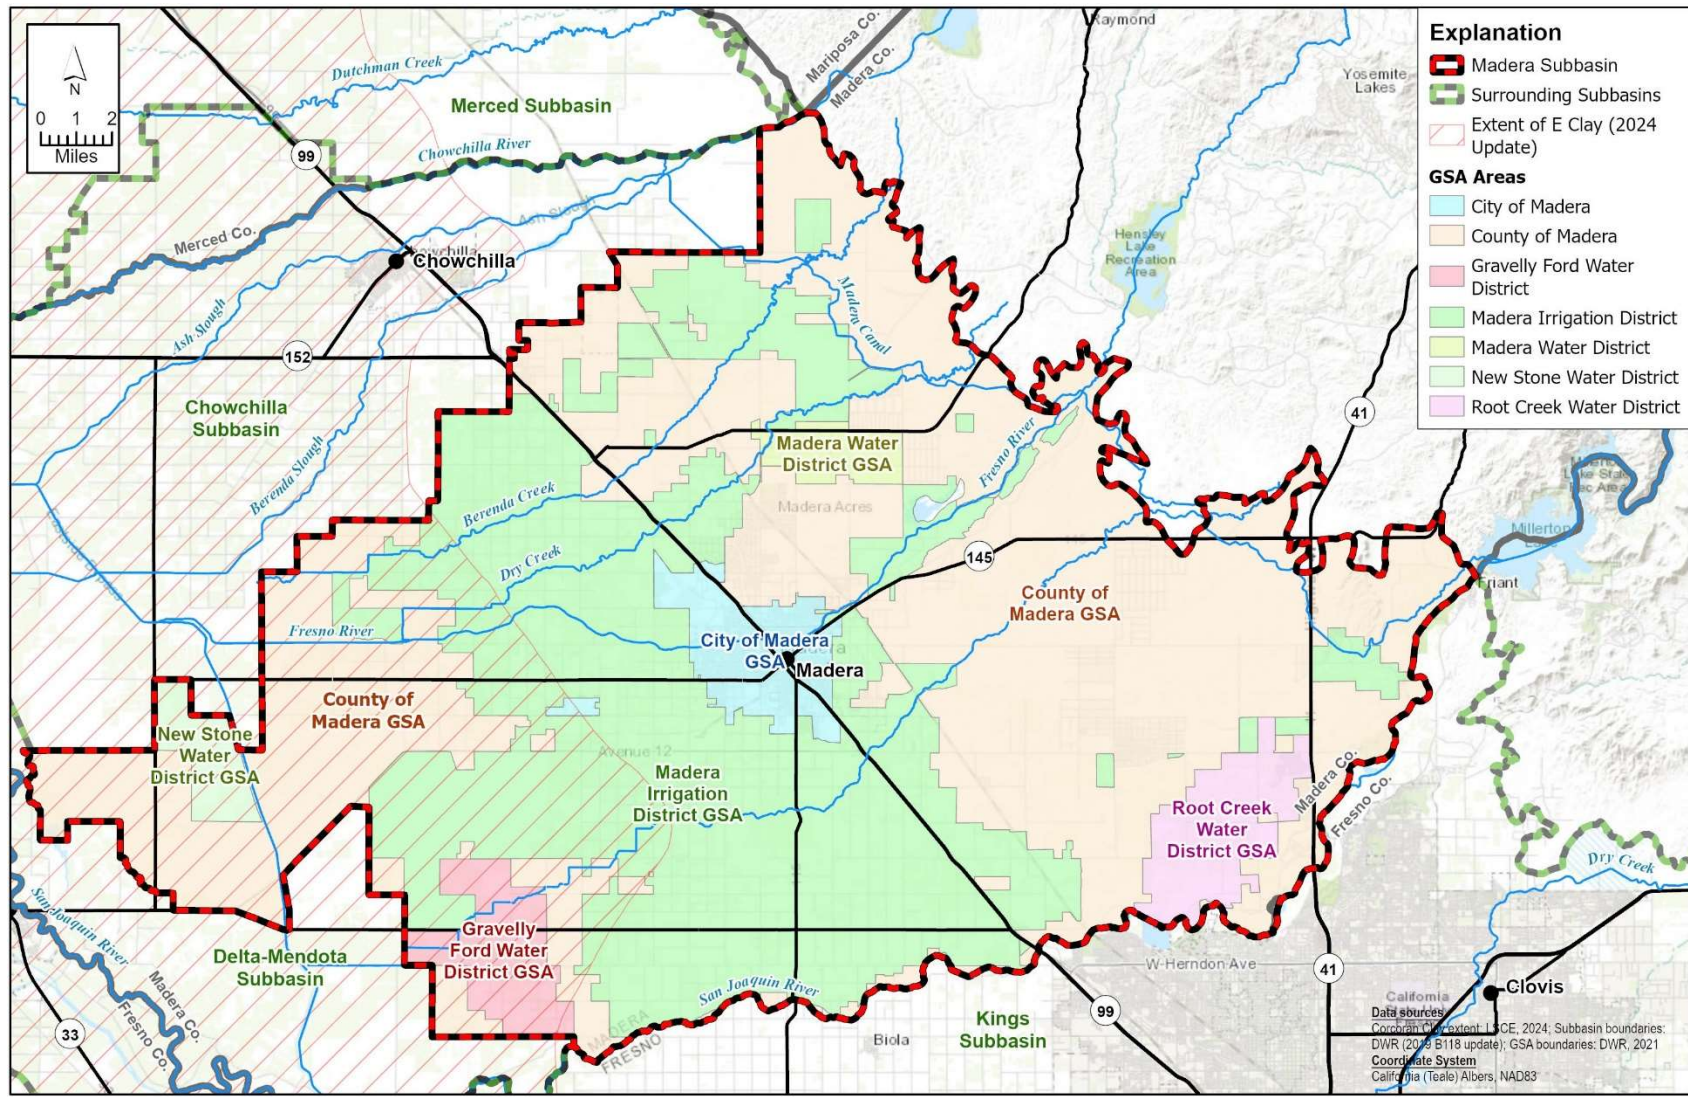 Explanation
Madera Subbasin
Surrounding Subbasins
Extent of E Clay (2024
Update)
GSA Areas
City of Madera
County of Madera
Gravelly Ford Water
District
Madera Irrigation District
Madera Water District
New Stone Water District
Root Creek Water District
N
0 1 2
Miles
Dutchman Creek
Merced Subbasin
Mariposa Co.
Madera Co.
Raymond
Yosemite
Lakes
99
Chowchilla River
Ash Slough
Merced Co.
Chowchilla
Hensley
Lake
Recreation
Area
Ash Slough
Madera Canal
152
Chowchilla
Subbasin
41
Berenda Slough
Madera Water
District GSA
Fresno River
Berenda Creek
Madera Acres
Millerton
Lake
Dry Creek
145
Friant
County of
Madera GSA
Fresno River
City of Madera
GSA
Madera
County of
Madera GSA
New Stone
Water
District GSA
Avenue 12
Madera
Irrigation
District GSA
Madera Co.
Fresno Co.
Root Creek
Water
District GSA
Dry Creek
San Joaquin River
Gravelly
Ford Water
District GSA
Delta-Mendota
Subbasin
W Herndon Ave
41
San Joaquin River
Clovis
Madera Co.
Fresno Co.
33
99
MADERA
FRESNO
Biola
Kings
Subbasin
California
Data sources
Corcoran Clay extent: LSCE, 2024; Subbasin boundaries:
DWR (2019 B118 update); GSA boundaries: DWR, 2021
Coordinate System
California (Teale) Albers, NAD83